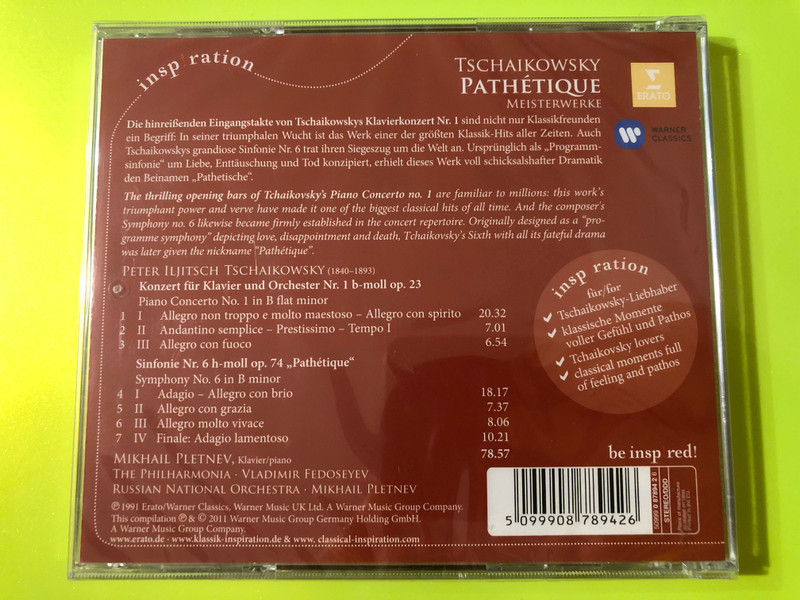 insp ration
TSCHAIKOWSKY
PATHÉTIQUE
MEISTERWERKE
ERATO
WARNER
CLASSICS
Die hinreißenden Eingangstakte von Tschaikowskys Klavierkonzert Nr. 1 sind nicht nur Klassikfreunden
ein Begriff: In seiner triumphalen Wucht ist das Werk einer der größten Klassik-Hits aller Zeiten. Auch
Tschaikowskys grandiose Sinfonie Nr. 6 trat ihren Siegeszug um die Welt an. Ursprünglich als „Programm-
sinfonie" um Liebe, Enttäuschung und Tod konzipiert, erhielt dieses Werk voll schicksalshafter Dramatik
den Beinamen „Pathetische".
The thrilling opening bars of Tchaikovsky's Piano Concerto no. 1 are familiar to millions: this work's
triumphant power and verve have made it one of the biggest classical hits of all time. And the composer's
Symphony no. 6 likewise became firmly established in the concert repertoire. Originally designed as a "pro-
gramme symphony" depicting love, disappointment and death, Tchaikovsky's Sixth with all its fateful drama
was later given the nickname "Pathétique".
PETER ILJITSCH TSCHAIKOWSKY (1840–1893)
Konzert für Klavier und Orchester Nr. 1 b-moll op. 23
Piano Concerto No. 1 in B flat minor
1 I Allegro non troppo e molto maestoso – Allegro con spirito 20.32
2 II Andantino semplice – Prestissimo – Tempo I 7.01
3 III Allegro con fuoco 6.54
Sinfonie Nr. 6 h-moll op. 74 „Pathétique"
Symphony No. 6 in B minor
4 I Adagio – Allegro con brio 18.17
5 II Allegro con grazia 7.37
6 III Allegro molto vivace 8.06
7 IV Finale: Adagio lamentoso 10.21
78.57
insp ration
für/for
Tschaikowsky-Liebhaber
klassische Momente
voller Gefühl und Pathos
Tchaikovsky lovers
classical moments full
of feeling and pathos
MIKHAIL PLETNEV, Klavier/piano
THE PHILHARMONIA · VLADIMIR FEDOSEYEV
RUSSIAN NATIONAL ORCHESTRA · MIKHAIL PLETNEV
be insp red!
℗ 1991 Erato/Warner Classics, Warner Music UK Ltd. A Warner Music Group Company.
This compilation ℗ & © 2011 Warner Music Group Germany Holding GmbH.
A Warner Music Group Company.
www.erato.de · www.klassik-inspiration.de & www. classical-inspiration.com
5 099908 789426
50999 0 87894 2 6
STEREO/DDD